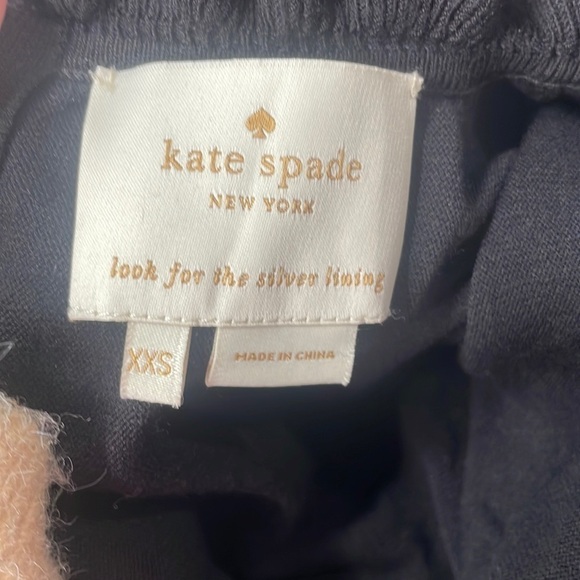 kate spade
NEW YORK
look for the silver lining
XXS
MADE IN CHINA